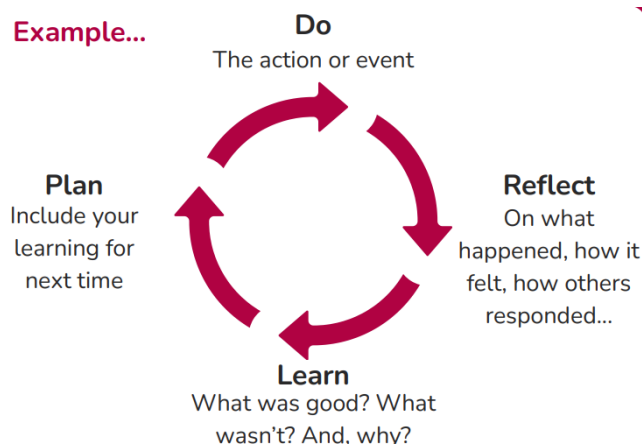 Example...
Do
The action or event
Reflect
On what
happened, how it
felt, how others
responded...
Learn
What was good? What
wasn't? And, why?
Plan
Include your
learning for
next time